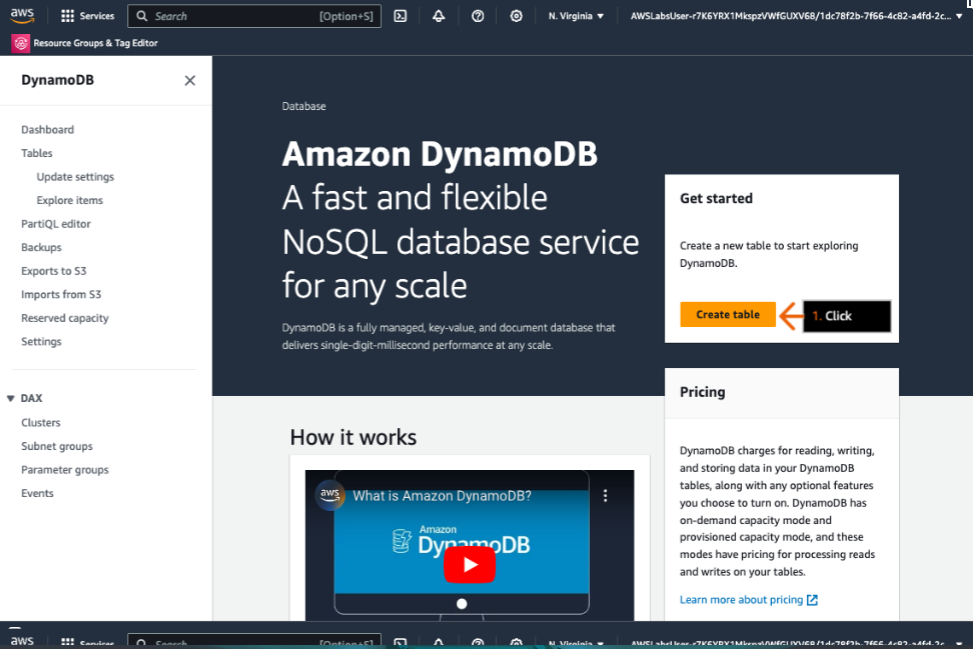 aws
Services
Search
[Option+S]
N. Virginia
AWSLabsUser-r7K6YRX1MkspzVWfGUXV68/1dc78f2b-7f66-4c82-a4fd-2c...
Resource Groups & Tag Editor
DynamoDB
Dashboard
Tables
Update settings
Explore items
PartiQL editor
Backups
Exports to S3
Imports from S3
Reserved capacity
Settings
DAX
Clusters
Subnet groups
Parameter groups
Events
Database
Amazon DynamoDB
A fast and flexible
NoSQL database service
for any scale
DynamoDB is a fully managed, key-value, and document database that
delivers single-digit-millisecond performance at any scale.
Get started
Create a new table to start exploring
DynamoDB.
Create table
1. Click
How it works
aws
What is Amazon DynamoDB?
Amazon
DynamoDB
Pricing
DynamoDB charges for reading, writing,
and storing data in your DynamoDB
tables, along with any optional features
you choose to turn on. DynamoDB has
on-demand capacity mode and
provisioned capacity mode, and these
modes have pricing for processing reads
and writes on your tables.
Learn more about pricing
aws
Services
Search
[Option+S]
N. Virginia
AWSLabsUser-r7K6YRX1MkspzVWfGUXV68/1dc78f2b-7f66-4c82-a4fd-2c...